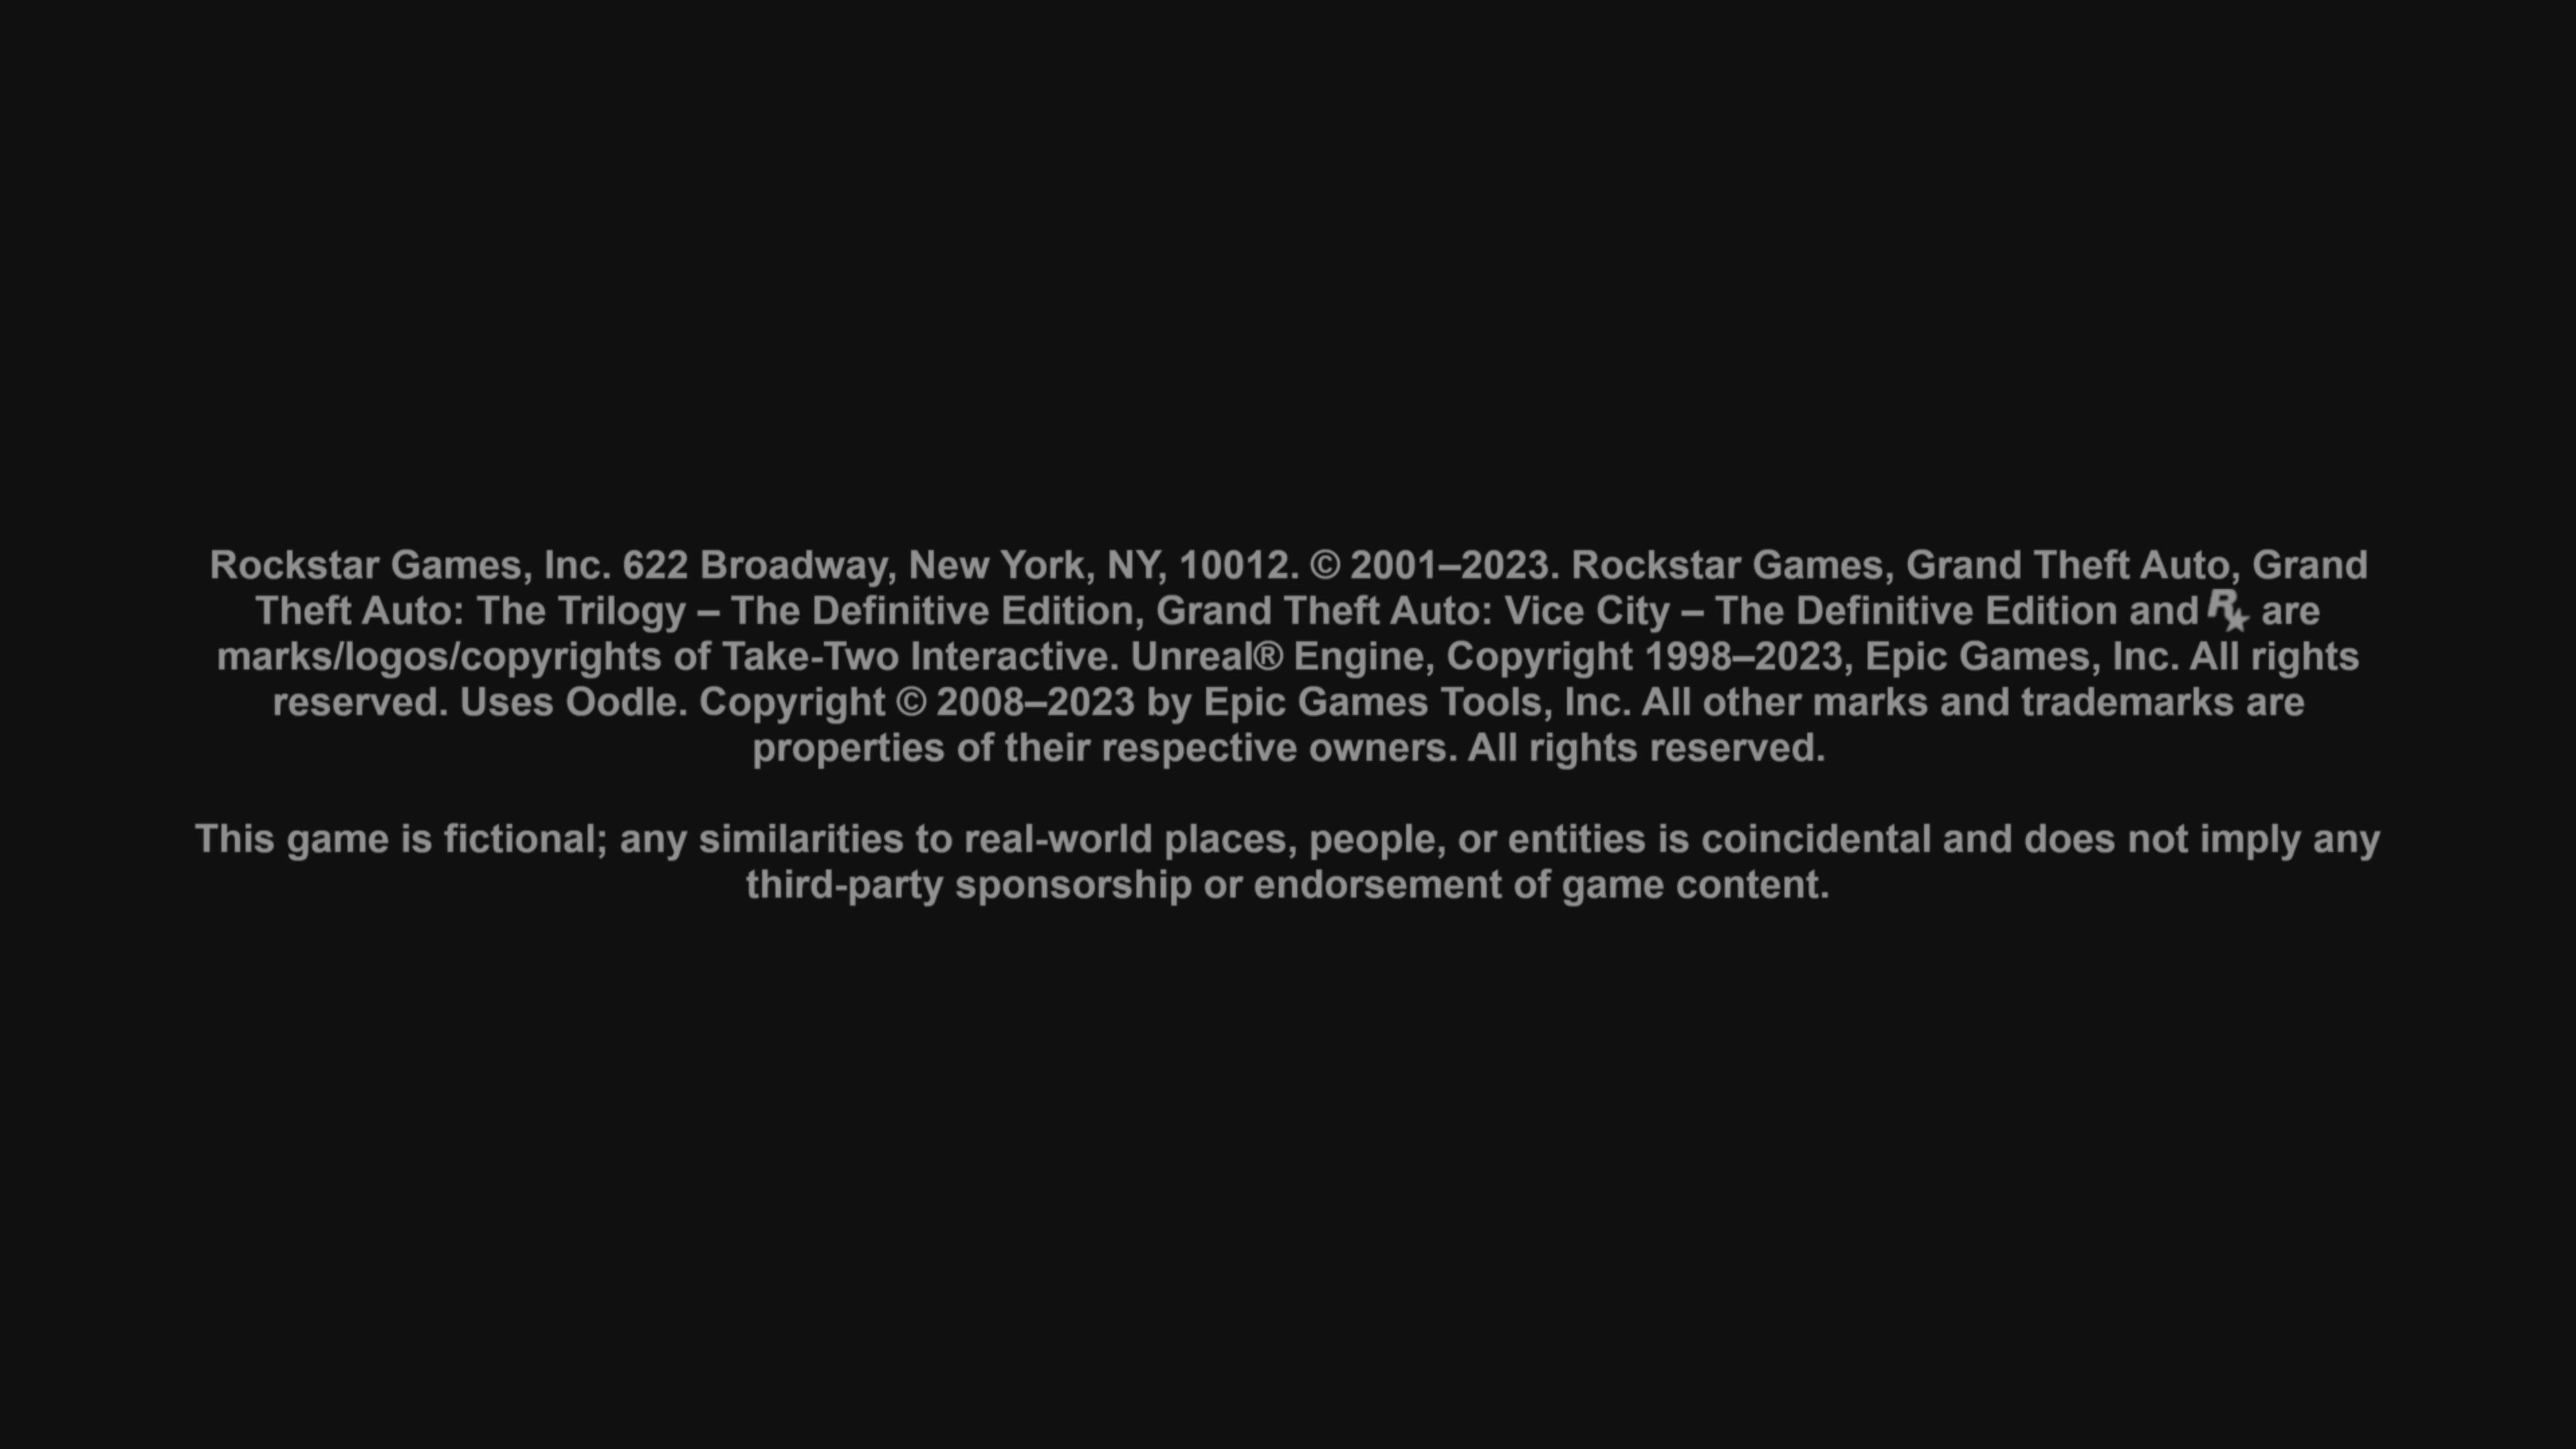 Rockstar Games, Inc. 622 Broadway, New York, NY, 10012. © 2001–2023. Rockstar Games, Grand Theft Auto, Grand
Theft Auto: The Trilogy – The Definitive Edition, Grand Theft Auto: Vice City – The Definitive Edition and R★ are
marks/logos/copyrights of Take-Two Interactive. Unreal® Engine, Copyright 1998–2023, Epic Games, Inc. All rights
reserved. Uses Oodle. Copyright © 2008–2023 by Epic Games Tools, Inc. All other marks and trademarks are
properties of their respective owners. All rights reserved.
This game is fictional; any similarities to real-world places, people, or entities is coincidental and does not imply any
third-party sponsorship or endorsement of game content.